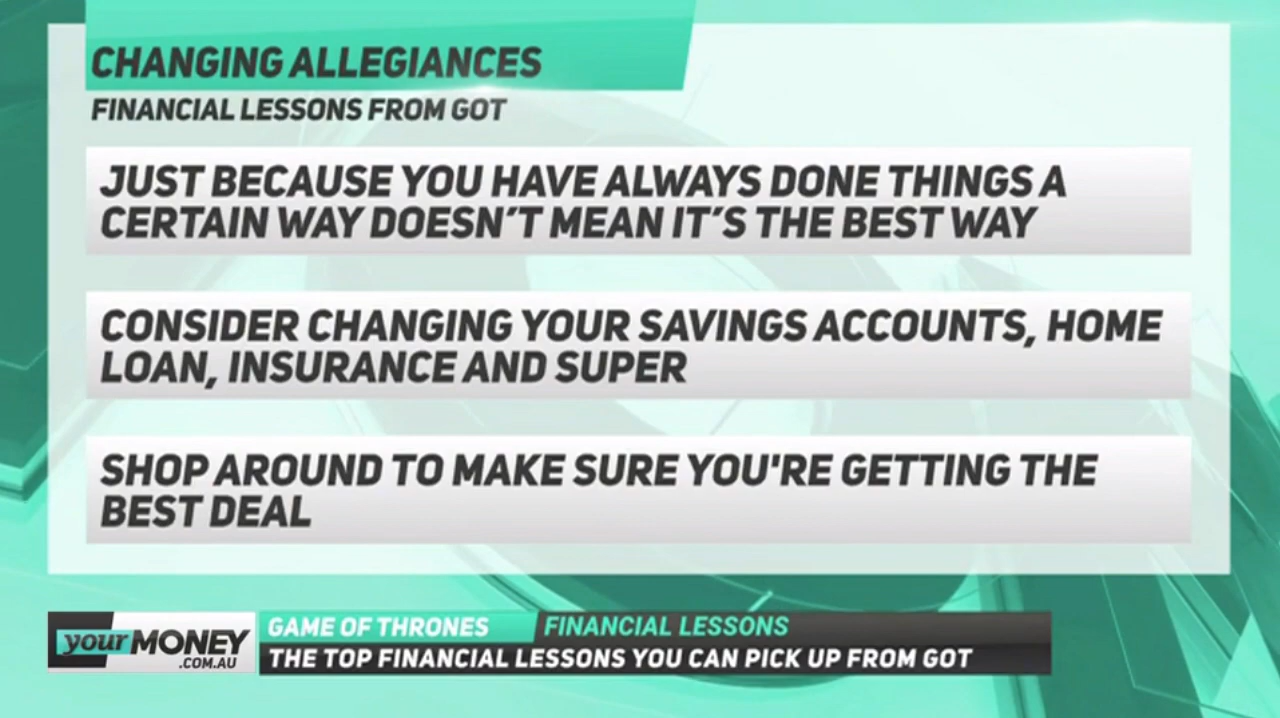 CHANGING ALLEGIANCES
FINANCIAL LESSONS FROM GOT
JUST BECAUSE YOU HAVE ALWAYS DONE THINGS A
CERTAIN WAY DOESN’T MEAN IT’S THE BEST WAY
CONSIDER CHANGING YOUR SAVINGS ACCOUNTS, HOME
LOAN, INSURANCE AND SUPER
SHOP AROUND TO MAKE SURE YOU'RE GETTING THE
BEST DEAL
your MONEY
.COM.AU
GAME OF THRONES FINANCIAL LESSONS
THE TOP FINANCIAL LESSONS YOU CAN PICK UP FROM GOT